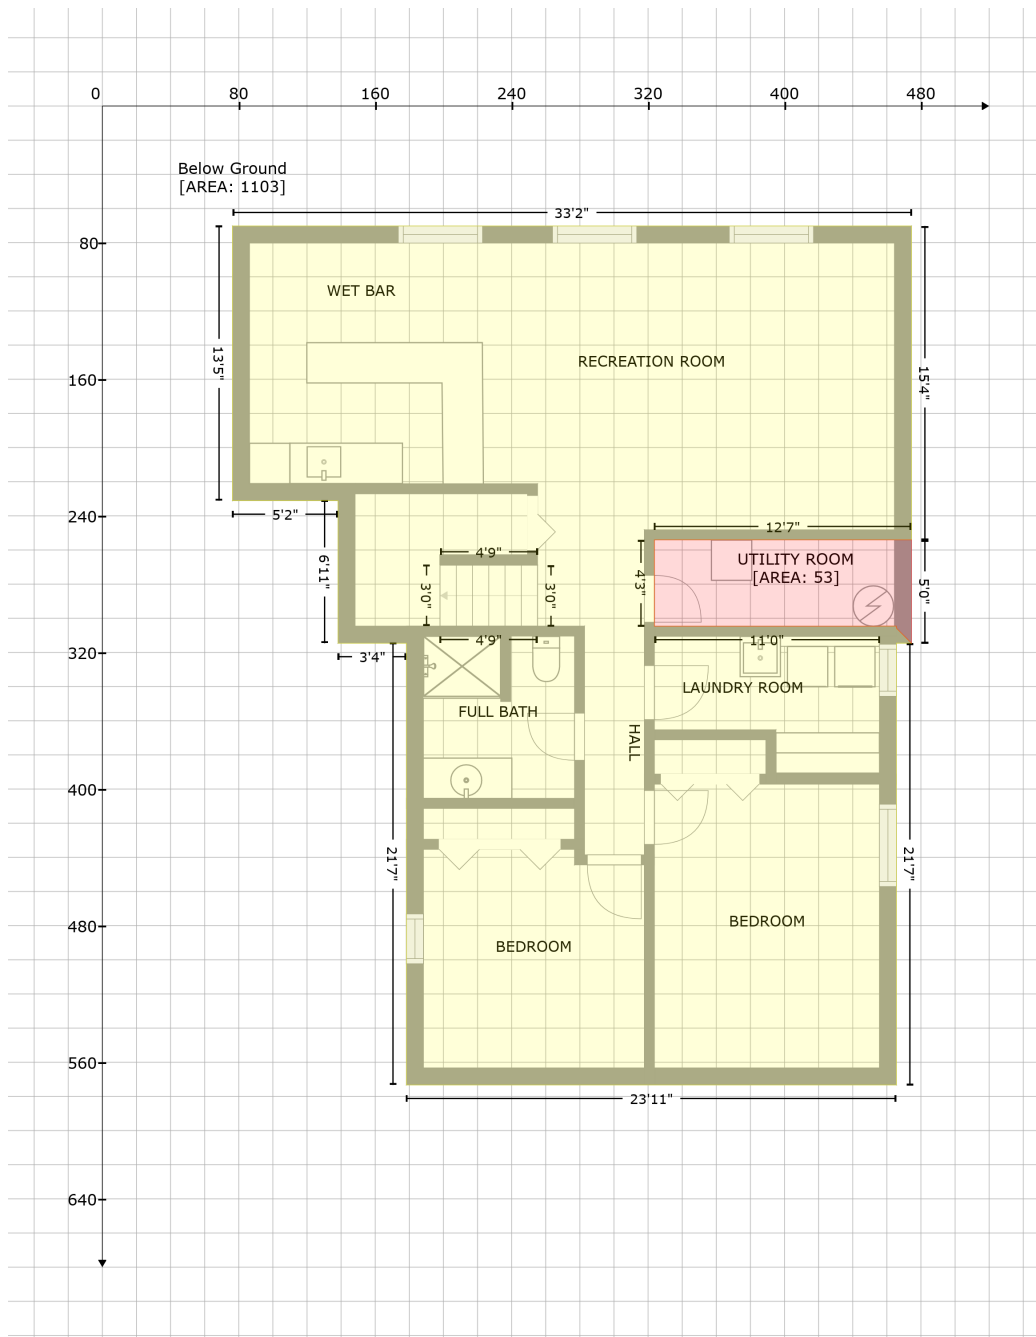 0
80
160
240
320
400
480
Below Ground
[AREA: 1103]
33'2"
80
WET BAR
13'5"
RECREATION ROOM
15'4"
160
240
5'2"
12'7"
4'9"
6'11"
UTILITY ROOM
[AREA: 53]
3'0"
3'0"
4'3"
5'0"
320
4'9"
11'0"
3'4"
LAUNDRY ROOM
FULL BATH
HALL
400
21'7"
21'7"
480
BEDROOM
BEDROOM
560
23'11"
640